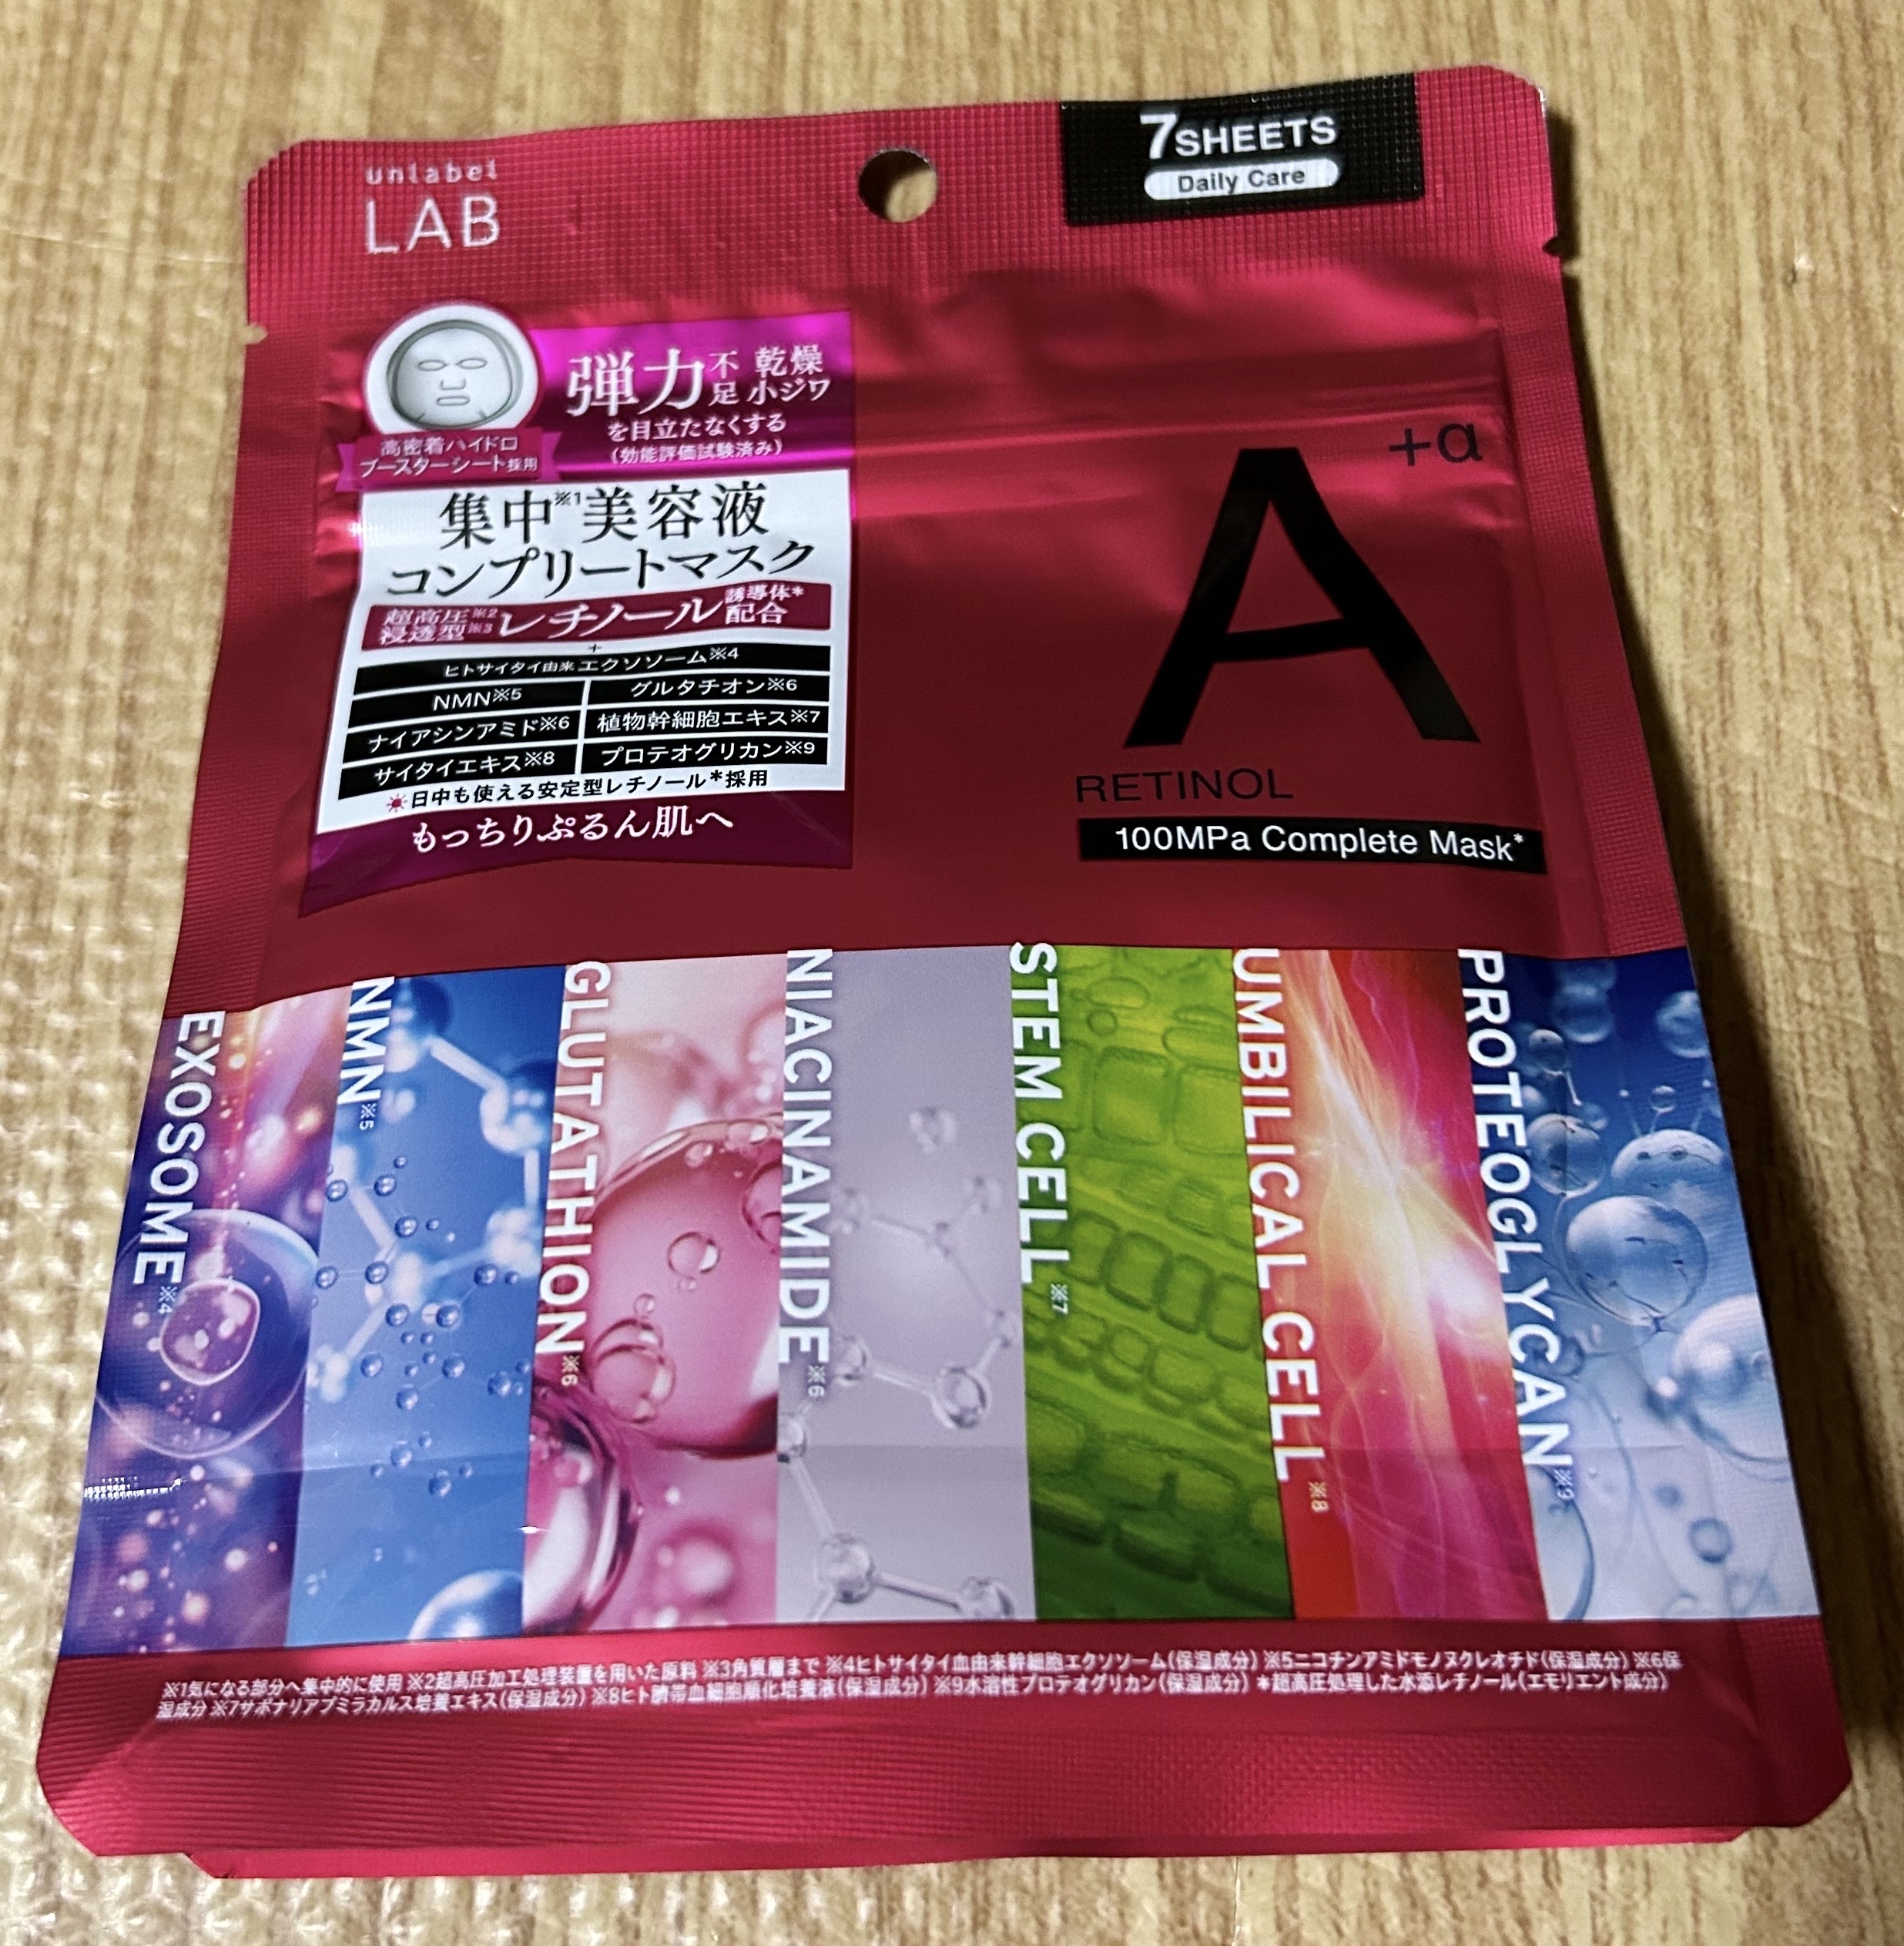 unlabel
LAB
7SHEETS
Daily Care
弾力不足 乾燥小ジワ
を目立たなくする
(効能評価試験済み)
高密着ハイドロ
ブースターシート採用
集中※1美容液
コンプリートマスク
超高圧※2浸透型※3レチノール誘導体*配合
+
ヒトサイタイ由来エクソソーム※4
NMN※5 グルタチオン※6
ナイアシンアミド※6 植物幹細胞エキス※7
サイタイエキス※8 プロテオグリカン※9
日中も使える安定型レチノール*採用
もっちりぷるん肌へ
A+α
RETINOL
100MPa Complete Mask*
EXOSOME※4
NMN※5
GLUTATHION※6
NIACINAMIDE※6
STEM CELL※7
UMBILICAL CELL※8
PROTEOGLYCAN※9
※1気になる部分へ集中的に使用 ※2超高圧加工処理装置を用いた原料 ※3角質層まで ※4ヒトサイタイ血由来幹細胞エクソソーム(保湿成分) ※5ニコチンアミドモノヌクレオチド(保湿成分) ※6保
湿成分 ※7サポナリアプミラカルス培養エキス(保湿成分) ※8ヒト臍帯血細胞順化培養液(保湿成分) ※9水溶性プロテオグリカン(保湿成分) *超高圧処理した水添レチノール(エモリエント成分)